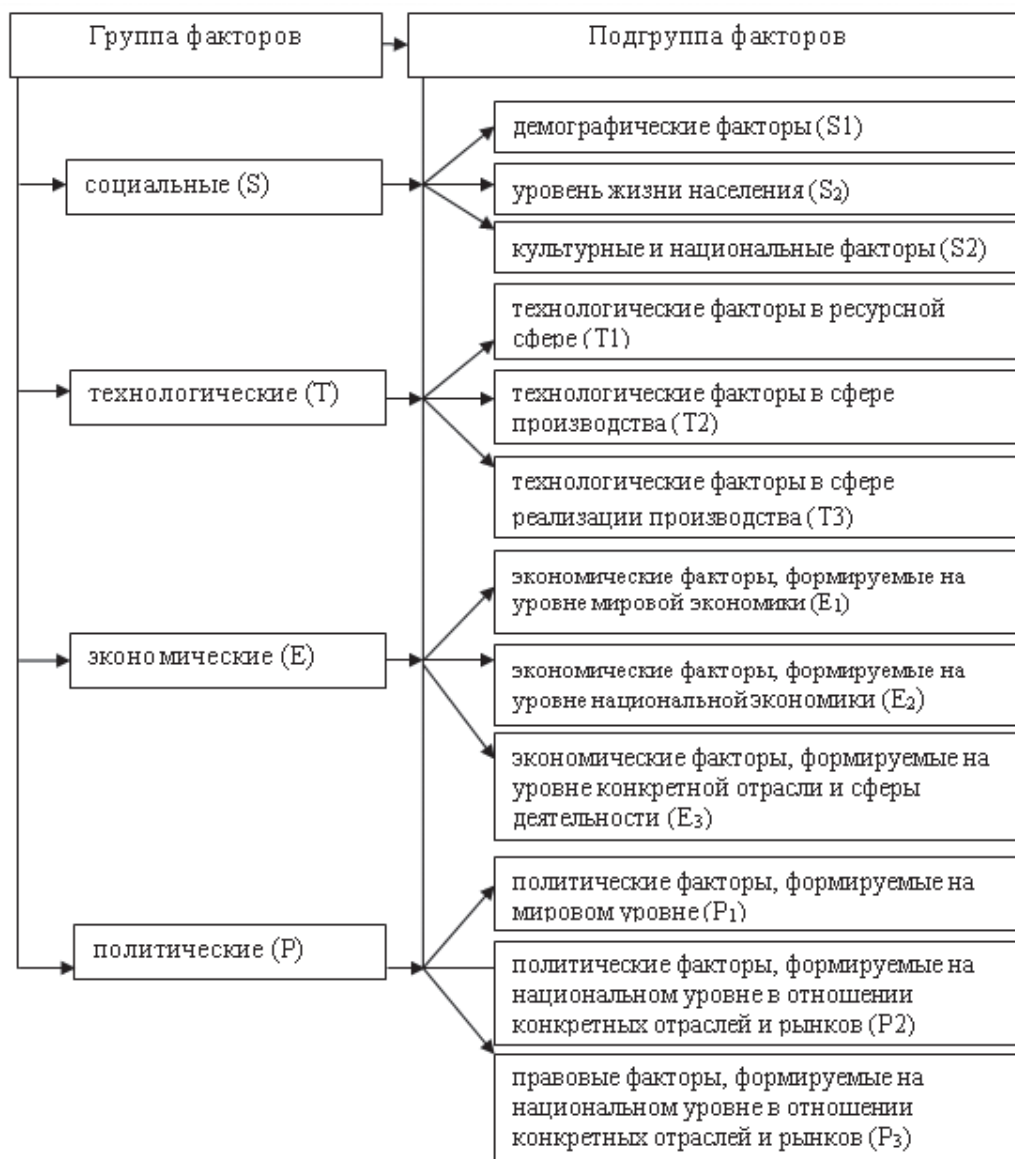 Группа факторов
Подгруппа факторов
социальные (S)
демографические факторы (S1)
уровень жизни населения (S₂)
культурные и национальные факторы (S2)
технологические (T)
технологические факторы в ресурсной
сфере (T1)
технологические факторы в сфере
производства (T2)
технологические факторы в сфере
реализации производства (T3)
экономические (E)
экономические факторы, формируемые на
уровне мировой экономики (E₁)
экономические факторы, формируемые на
уровне национальной экономики (E₂)
экономические факторы, формируемые на
уровне конкретной отрасли и сферы
деятельности (E₃)
политические (P)
политические факторы, формируемые на
мировом уровне (P₁)
политические факторы, формируемые на
национальном уровне в отношении
конкретных отраслей и рынков (P2)
правовые факторы, формируемые на
национальном уровне в отношении
конкретных отраслей и рынков (P₃)